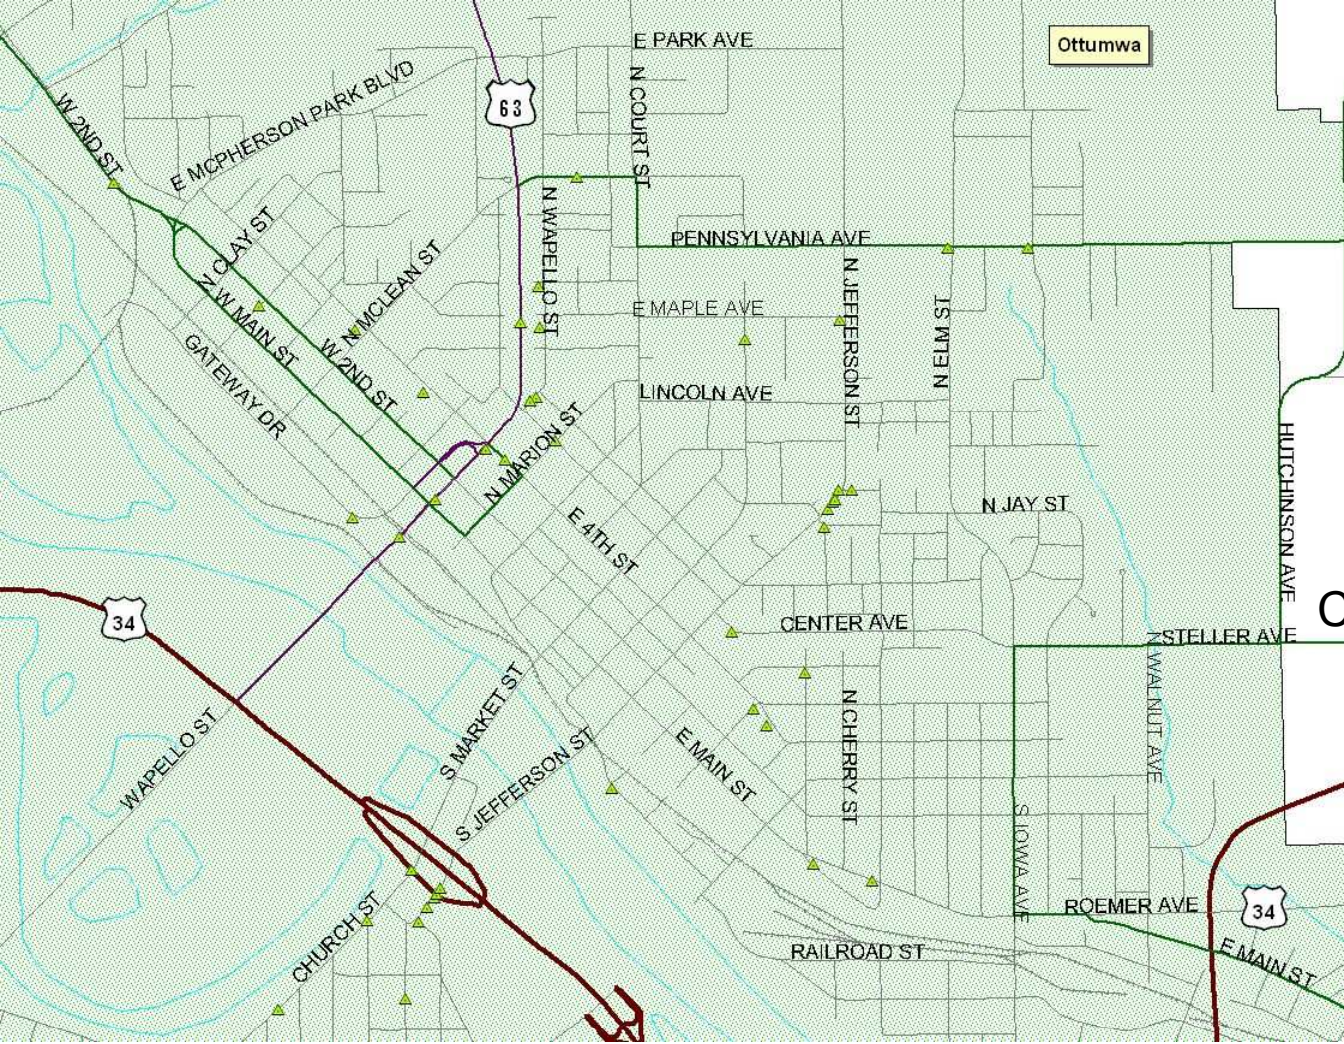 E PARK AVE
Ottumwa
E MCPHERSON PARK BLVD
N COURT ST
W 2ND ST
63
N CLAY ST
N MCLEAN ST
N WAPELLO ST
PENNSYLVANIA AVE
N JEFFERSON ST
N W MAIN ST
E MAPLE AVE
N ELM ST
GATEWAY DR
W 2ND ST
LINCOLN AVE
N MARION ST
HUTCHINSON AVE
N JAY ST
E 4TH ST
34
CENTER AVE
STELLER AVE
N WALNUT AVE
WAPELLO ST
S MARKET ST
S JEFFERSON ST
E MAIN ST
N CHERRY ST
S IOWA AVE
CHURCH ST
ROEMER AVE
34
RAILROAD ST
E MAIN ST